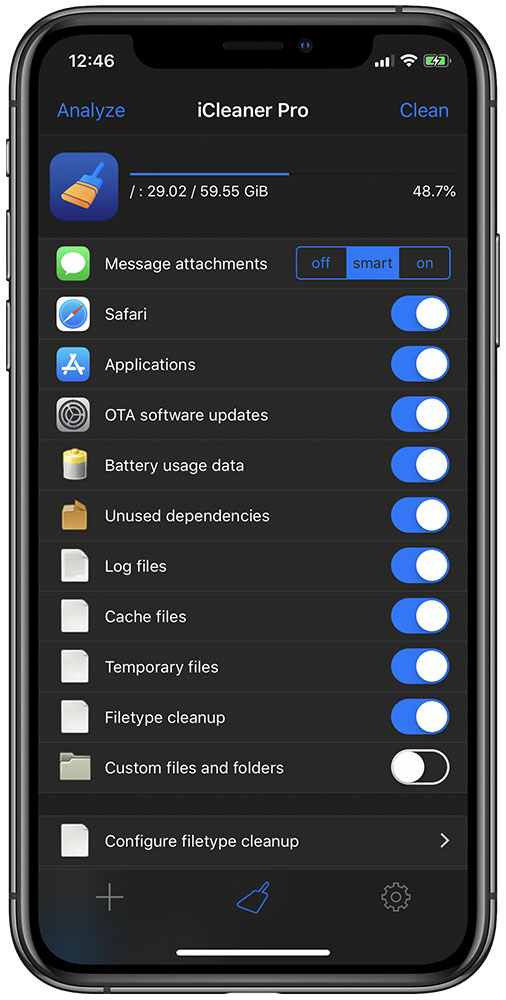 12:46
Analyze iCleaner Pro Clean
/ : 29.02 / 59.55 GiB 48.7%
Message attachments off smart on
Safari
Applications
OTA software updates
Battery usage data
Unused dependencies
Log files
Cache files
Temporary files
Filetype cleanup
Custom files and folders
Configure filetype cleanup